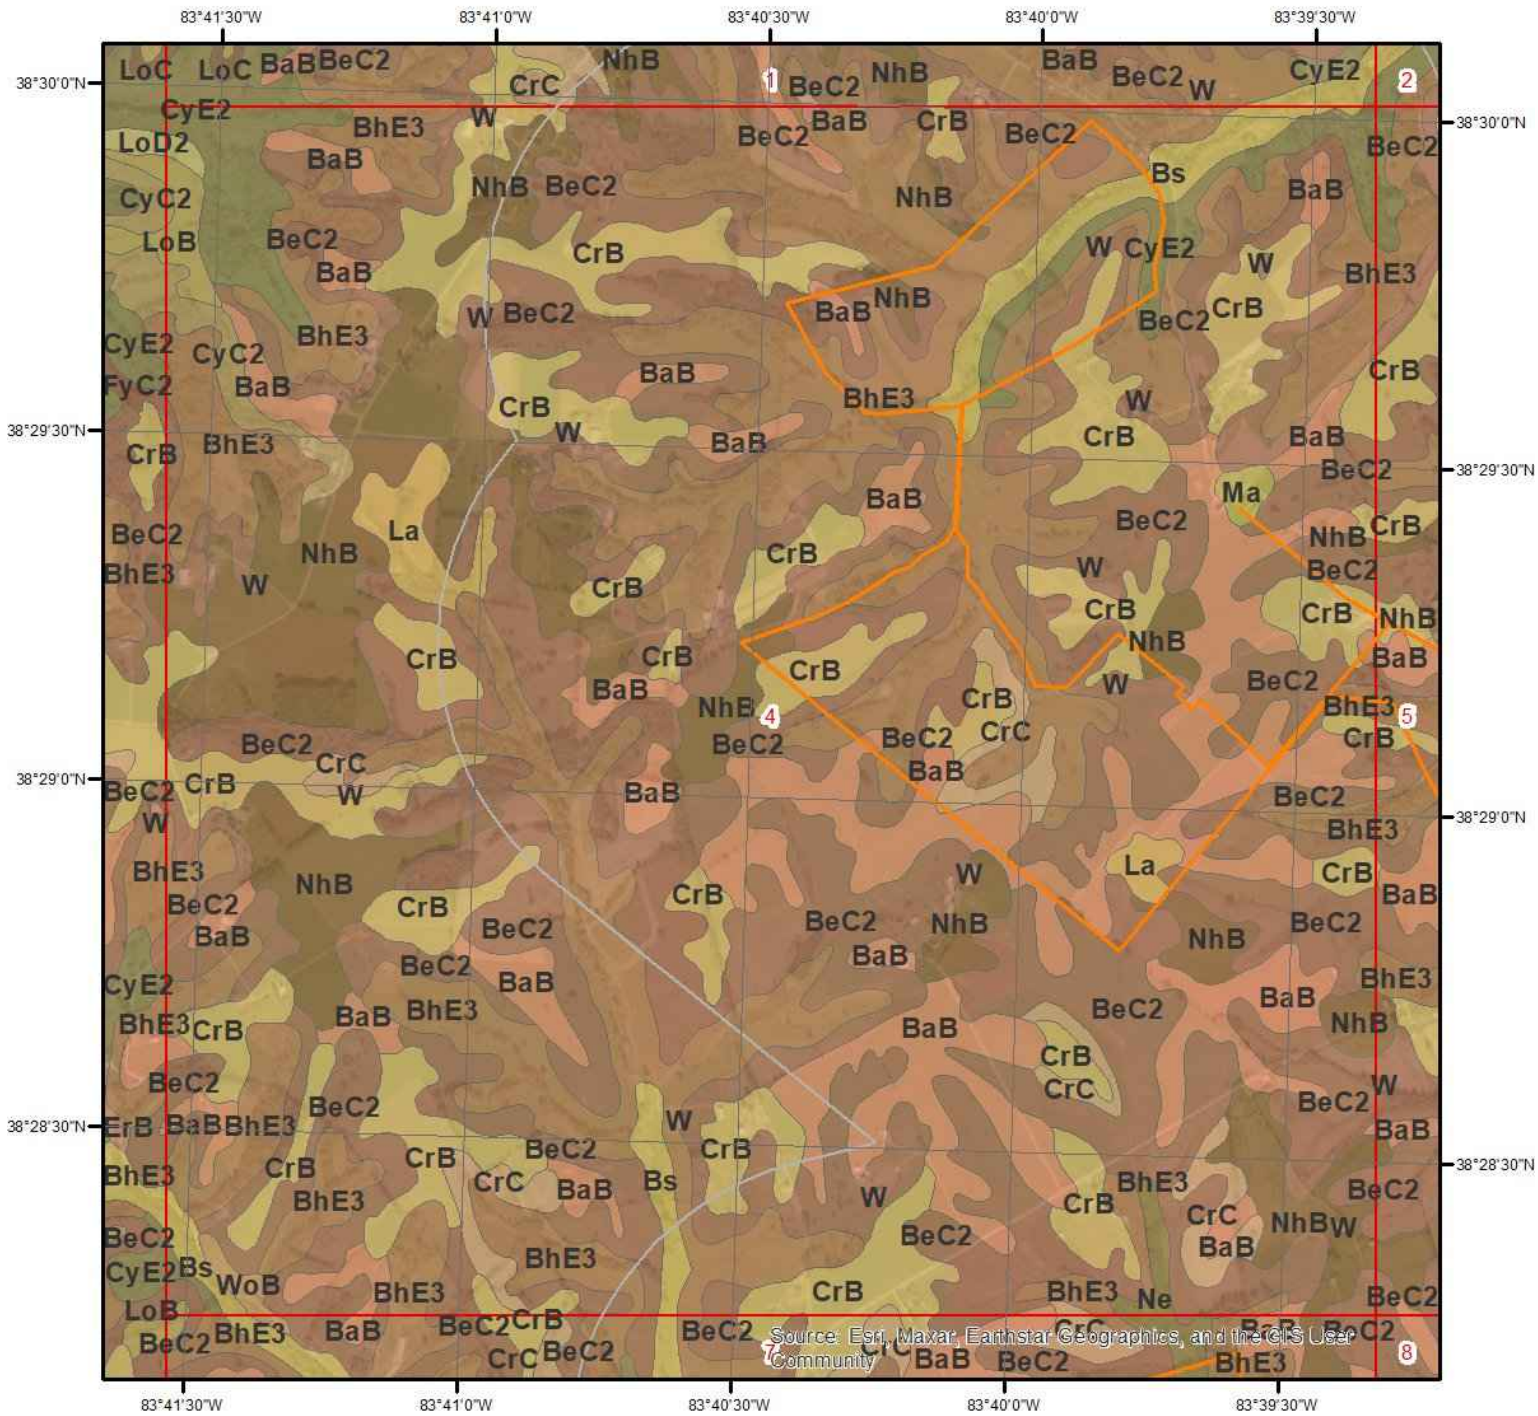 83°41'30"W 83°41'0"W 83°40'30"W 83°40'0"W 83°39'30"W
LoC LoC BaB BeC2 NhB BaB
CrC 1 BeC2 NhB BeC2 W CyE2 2
38°30'0"N
CyE2 W BaB CrB
BhE3 BeC2 BeC2 38°30'0"N
LoD2 BaB BeC2
NhB BeC2 NhB Bs BaB
CyC2
LoB BeC2 CrB W CyE2 W
BaB BhE3
BeC2 BaB NhB CrB
W BeC2
CyE2 CyC2 BhE3
FyC2 BaB BaB CrB
CrB BhE3 W
38°29'30"N
BhE3 W BaB CrB BaB
CrB BeC2 38°29'30"N
BaB Ma
BeC2 La BeC2 NhB CrB
NhB CrB
BhE3 W CrB W BeC2
CrB CrB NhB
CrB CrB CrB NhB BaB
BaB W BeC2
NhB 4 CrB BhE3 5
BeC2 BeC2 BeC2 CrC CrB
38°29'0"N
CrC BaB
BeC2 CrB W BaB BeC2
W BhE3 38°29'0"N
BhE3 NhB W La CrB
BeC2 CrB CrB BaB
BaB BeC2 BeC2 NhB NhB BeC2
BeC2 BaB
CyE2 BaB BhE3
BhE3 CrB BaB BhE3 BaB BeC2 BaB NhB
BeC2 CrB
CrC W
BeC2 BeC2
38°28'30"N
ErB BaB BhE3 W BaB
BhE3 CrB CrB BeC2 CrB 38°28'30"N
CrC BaB Bs W BhE3 BeC2
BhE3 CrB CrC NhB W
BeC2 BhE3 BeC2 BaB
CyE2 Bs WoB BhE3 CrB BhE3 Ne BeC2
LoB CrB
BeC2 BhE3 BaB BeC2 BeC2 CrC BaB BeC2
Source: Esri, Maxar, Earthstar Geographics, and the GIS User
CrC BeC2 7 Community CrC BaB BeC2 BhE3 8
83°41'30"W 83°41'0"W 83°40'30"W 83°40'0"W 83°39'30"W